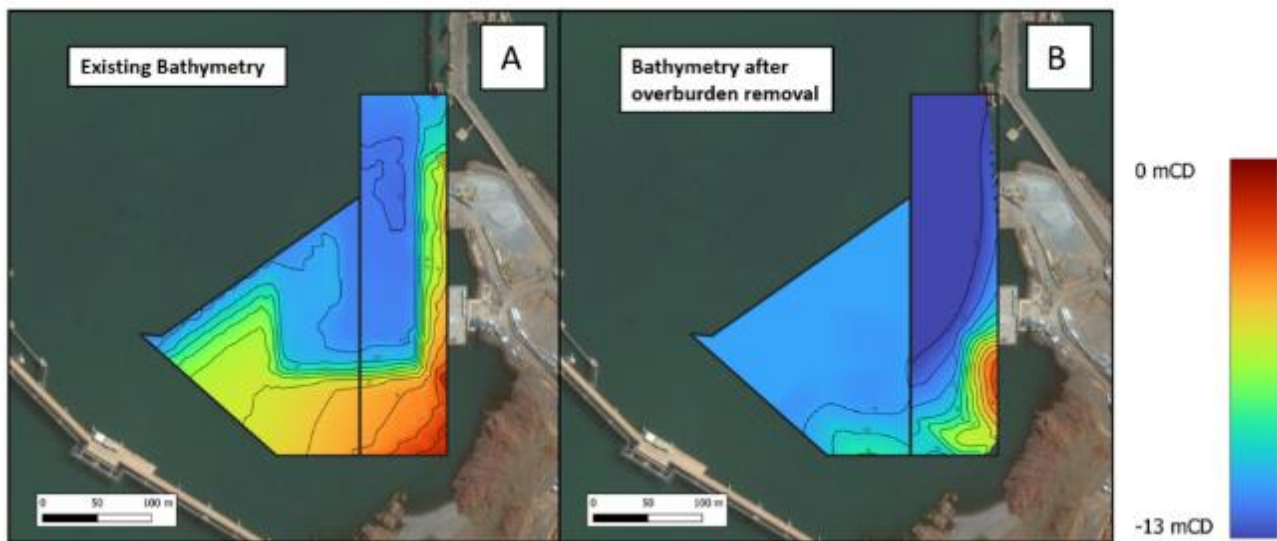 Existing Bathymetry
A
Bathymetry after
overburden removal
B
0 mCD
-13 mCD
0 50 100 m
0 50 100 m